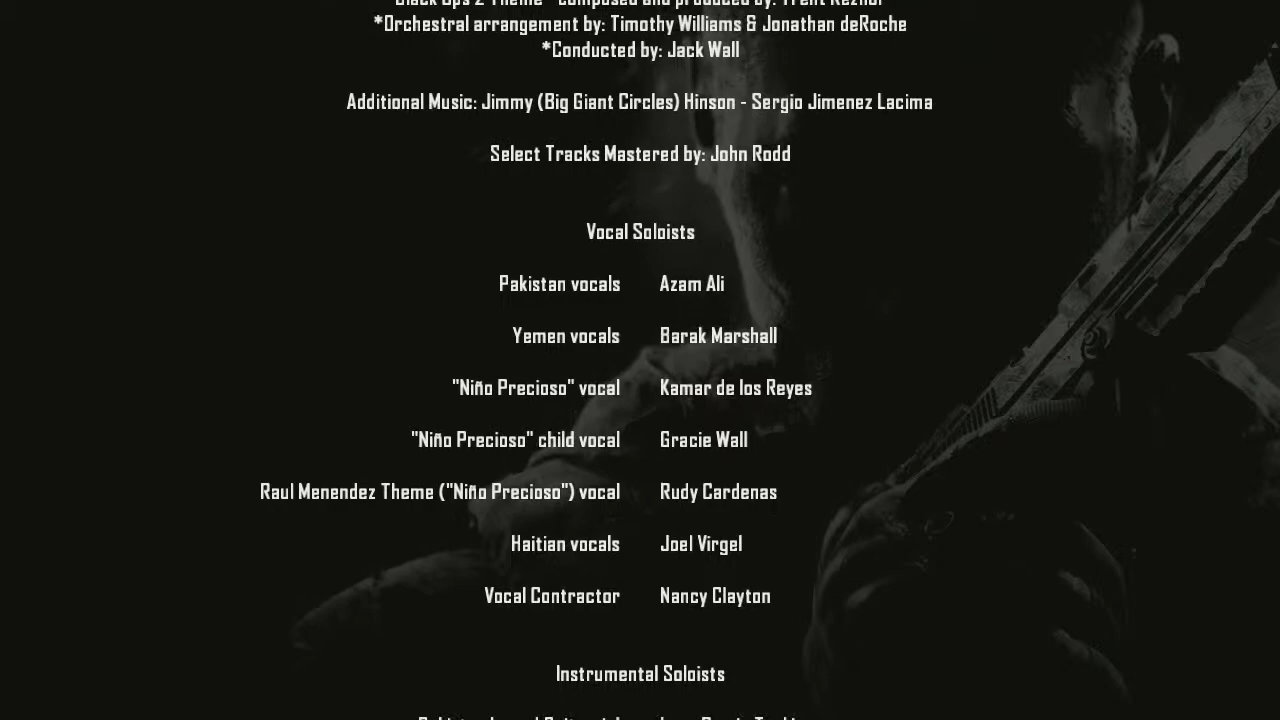 *Orchestral arrangement by: Timothy Williams & Jonathan deRoche
*Conducted by: Jack Wall
Additional Music: Jimmy (Big Giant Circles) Hinson - Sergio Jimenez Lacima
Select Tracks Mastered by: John Rodd
Vocal Soloists
Pakistan vocals Azam Ali
Yemen vocals Barak Marshall
"Niño Precioso" vocal Kamar de los Reyes
"Niño Precioso" child vocal Gracie Wall
Raul Menendez Theme ("Niño Precioso") vocal Rudy Cardenas
Haitian vocals Joel Virgel
Vocal Contractor Nancy Clayton
Instrumental Soloists